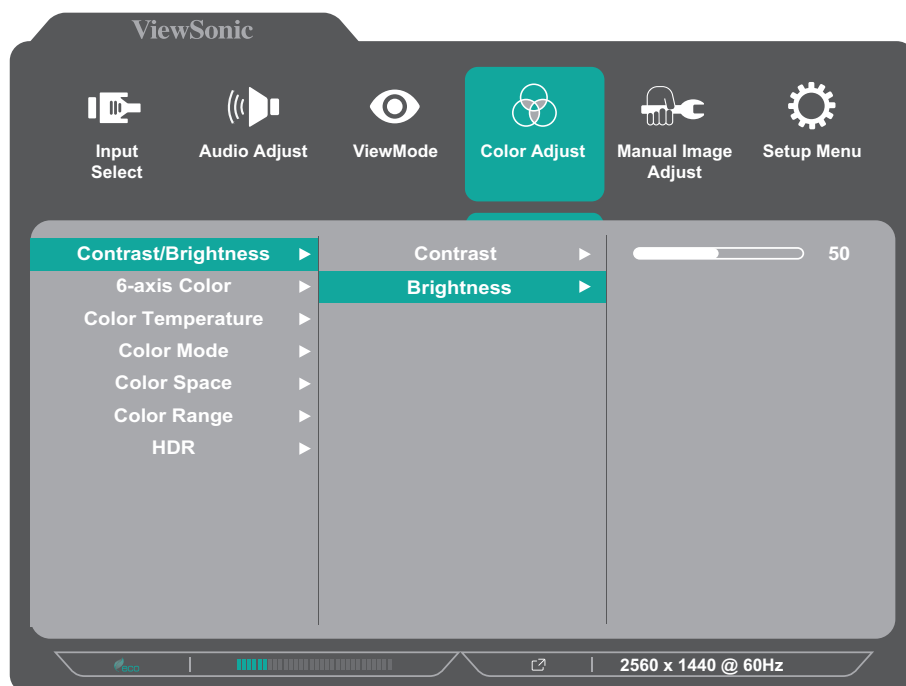 ViewSonic
Input Select
Audio Adjust
ViewMode
Color Adjust
Manual Image Adjust
Setup Menu
Contrast/Brightness
6-axis Color
Color Temperature
Color Mode
Color Space
Color Range
HDR
Contrast
Brightness
50
eco
2560 x 1440 @ 60Hz